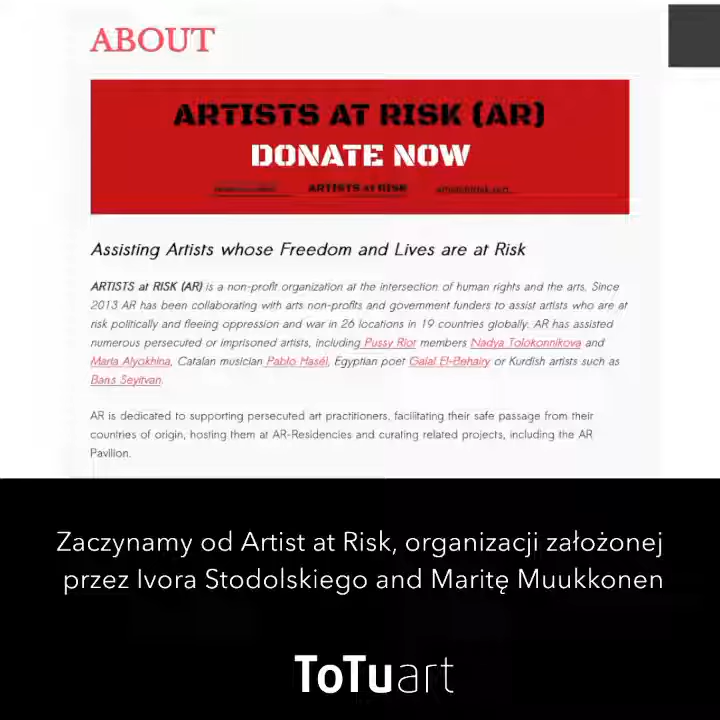 ABOUT
ARTISTS AT RISK (AR)
DONATE NOW
ARTISTS at RISK
Assisting Artists whose Freedom and Lives are at Risk
ARTISTS at RISK (AR) is a non-profit organization at the intersection of human rights and the arts. Since
2013 AR has been collaborating with arts non-profits and government funders to assist artists who are at
risk politically and fleeing oppression and war in 26 locations in 19 countries globally. AR has assisted
numerous persecuted or imprisoned artists, including Pussy Riot members Nadya Tolokonnikova and
Maria Alyokhina, Catalan musician Pablo Hasél, Egyptian poet Galal El-Behairy or Kurdish artists such as
Baris Seyitvan.
AR is dedicated to supporting persecuted art practitioners, facilitating their safe passage from their
countries of origin, hosting them at AR-Residencies and curating related projects, including the AR
Pavilion.
Zaczynamy od Artist at Risk, organizacji założonej
przez Ivora Stodolskiego and Maritę Muukkonen
ToTuart